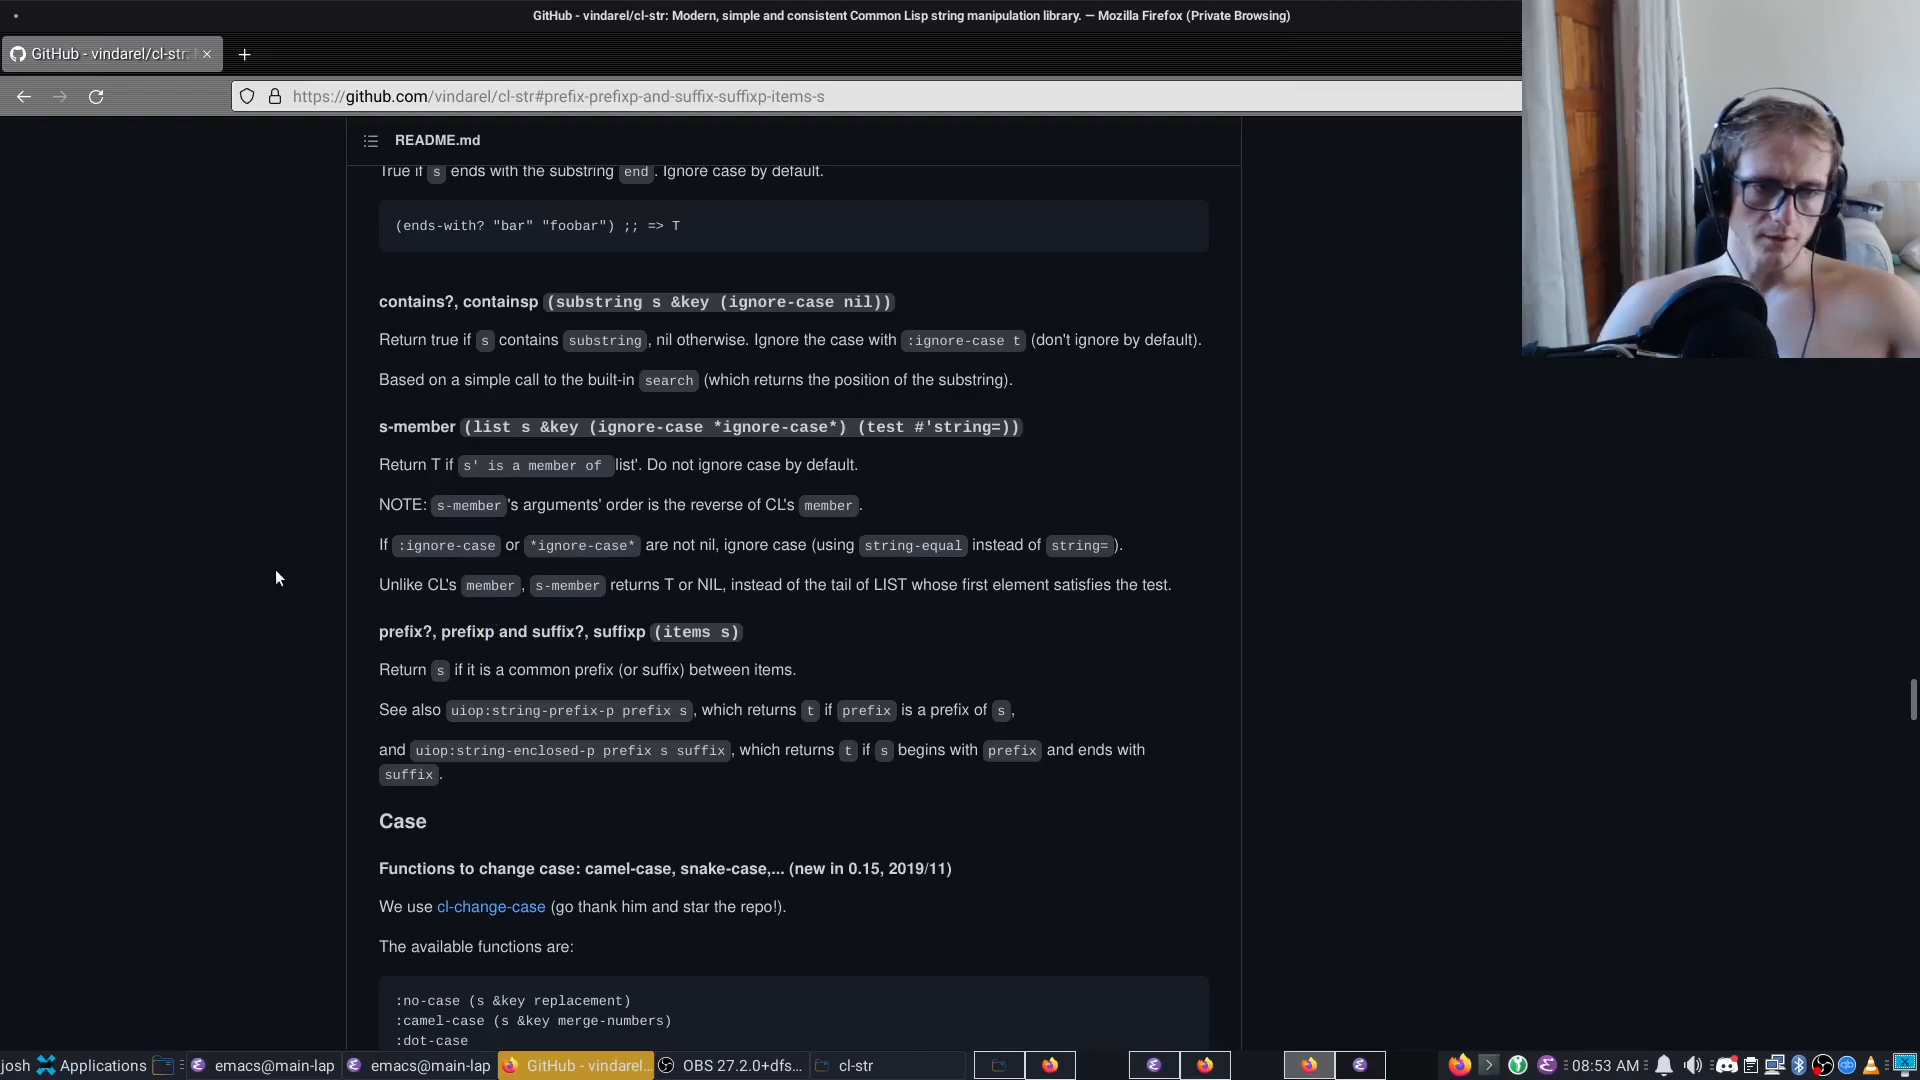 GitHub - vindarel/cl-str: Modern, simple and consistent Common Lisp string manipulation library. — Mozilla Firefox (Private Browsing)
GitHub - vindarel/cl-str:
https://github.com/vindarel/cl-str#prefix-prefixp-and-suffix-suffixp-items-s
README.md
True if s ends with the substring end. Ignore case by default.
(ends-with? "bar" "foobar") ;; => T
contains?, containsp (substring s &key (ignore-case nil))
Return true if s contains substring, nil otherwise. Ignore the case with :ignore-case t (don't ignore by default).
Based on a simple call to the built-in search (which returns the position of the substring).
s-member (list s &key (ignore-case *ignore-case*) (test #'string=))
Return T if s' is a member of list'. Do not ignore case by default.
NOTE: s-member's arguments' order is the reverse of CL's member.
If :ignore-case or *ignore-case* are not nil, ignore case (using string-equal instead of string=).
Unlike CL's member, s-member returns T or NIL, instead of the tail of LIST whose first element satisfies the test.
prefix?, prefixp and suffix?, suffixp (items s)
Return s if it is a common prefix (or suffix) between items.
See also uiop:string-prefix-p prefix s, which returns t if prefix is a prefix of s,
and uiop:string-enclosed-p prefix s suffix, which returns t if s begins with prefix and ends with
suffix.
Case
Functions to change case: camel-case, snake-case,... (new in 0.15, 2019/11)
We use cl-change-case (go thank him and star the repo!).
The available functions are:
:no-case (s &key replacement)
:camel-case (s &key merge-numbers)
:dot-case
josh Applications emacs@main-lap emacs@main-lap GitHub - vindarel... OBS 27.2.0+dfs... cl-str 08:53 AM